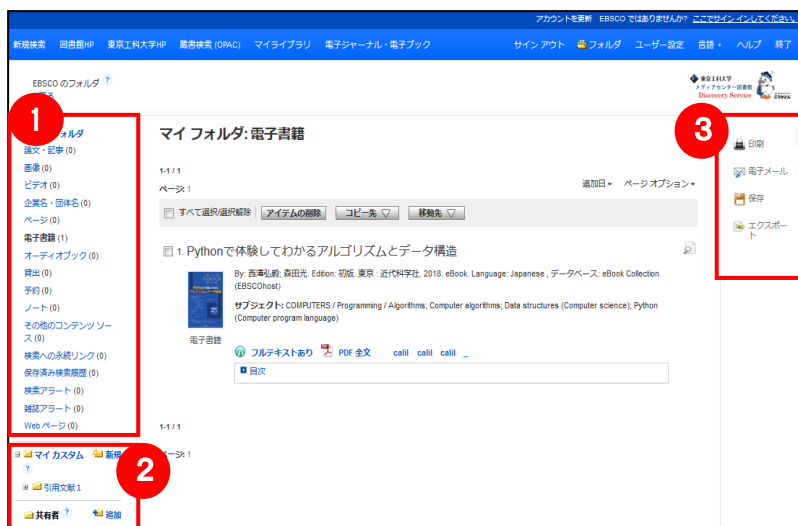 アカウントを更新 EBSCO ではありませんか? ここでサインインしてください。
新規検索 図書館HP 東京工科大学HP 蔵書検索 (OPAC) マイライブラリ 電子ジャーナル・電子ブック サイン アウト フォルダ ユーザー設定 言語 ヘルプ 終了
EBSCO のフォルダ ?
東京工科大学
メディアセンター図書館
Discovery Service
1
ォルダ
論文・記事 (0)
画像 (0)
ビデオ (0)
企業名・団体名 (0)
ページ (0)
電子書籍 (1)
オーディオブック (0)
貸出 (0)
予約 (0)
ノート (0)
その他のコンテンツ ソー
ス (0)
検索への永続リンク (0)
保存済み検索履歴 (0)
検索アラート (0)
雑誌アラート (0)
Web ページ (0)
マイ カスタム 新規
?
引用文献 1
共有者 ? 追加
2
マイ フォルダ: 電子書籍
1-1 / 1
ページ: 1
追加日 ページ オプション
すべて選択/選択解除 アイテムの削除 コピー先 ▽ 移動先 ▽
1. Pythonで体験してわかるアルゴリズムとデータ構造
By: 西澤弘毅; 森田光. Edition: 初版. 東京 : 近代科学社. 2018. eBook. Language: Japanese , データベース: eBook Collection
(EBSCOhost)
サブジェクト: COMPUTERS / Programming / Algorithms; Computer algorithms; Data structures (Computer science); Python
(Computer program language)
電子書籍
フルテキストあり PDF 全文 calil calil calil _
目次
1-1 / 1
ージ: 1
3
印刷
電子メール
保存
エクスポー
ト